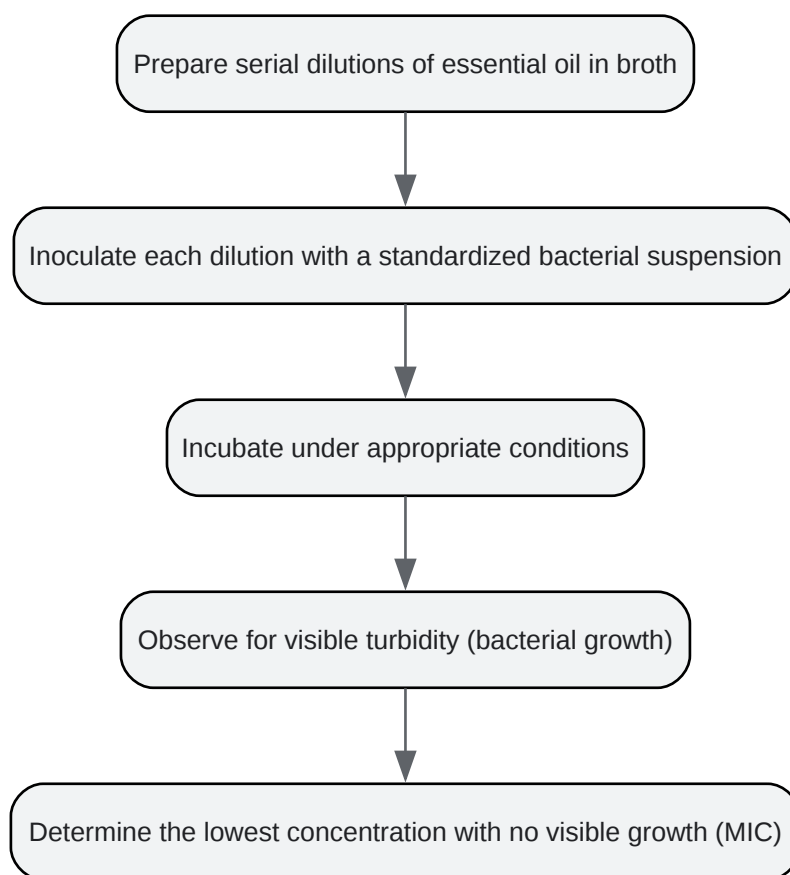 Prepare serial dilutions of essential oil in broth
Inoculate each dilution with a standardized bacterial suspension
Incubate under appropriate conditions
Observe for visible turbidity (bacterial growth)
Determine the lowest concentration with no visible growth (MIC)